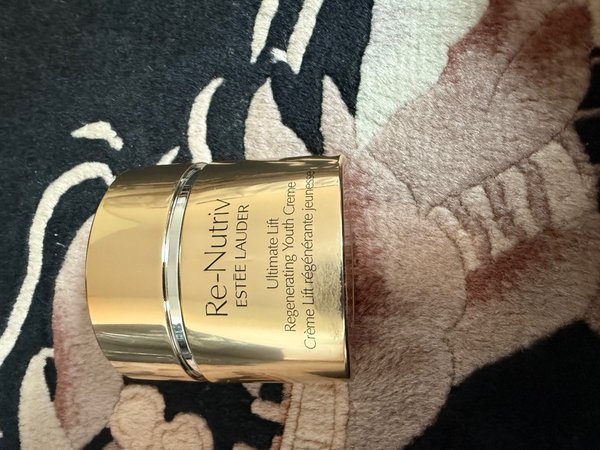 Re-Nutriv
ESTEE LAUDER
Ultimate Lift
Regenerating Youth Creme
Crème Lift régénérante jeunesse